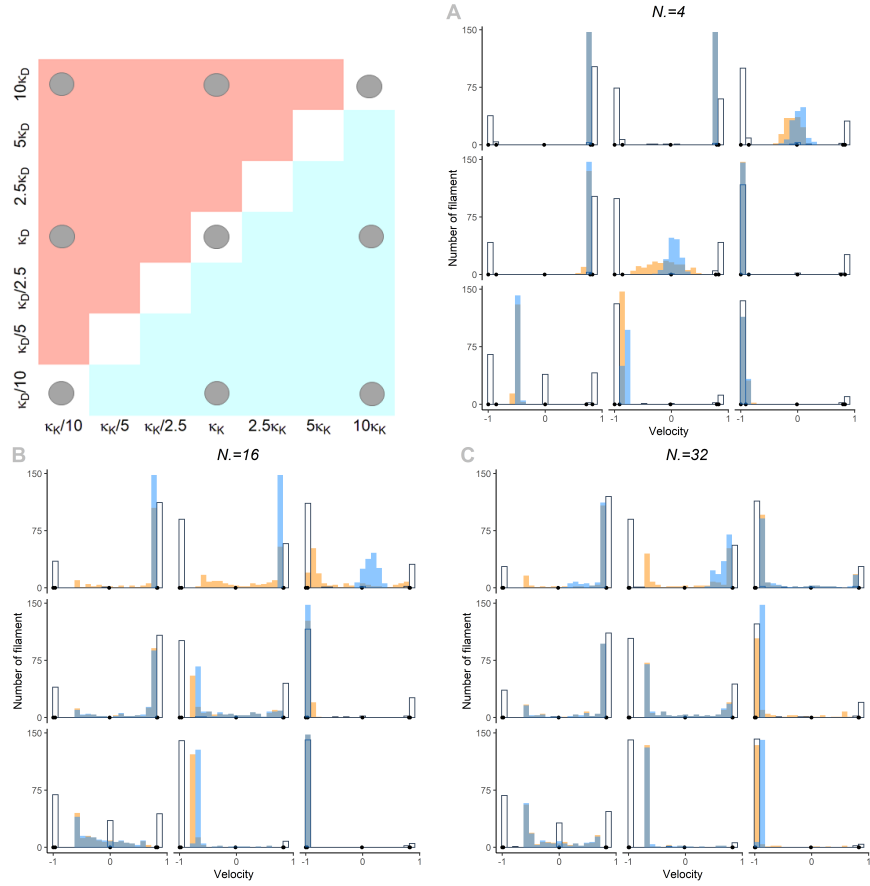 A
N.=4
10κD
5κD
2.5κD
κD
κD/2.5
κD/5
κD/10
κK/10 κK/5 κK/2.5 κK 2.5κK 5κK 10κK
Number of filament
150
75
0
150
75
0
150
75
0
-1 0 1 -1 0 1 -1 0 1
Velocity
B
N.=16
Number of filament
150
75
0
150
75
0
150
75
0
-1 0 1 -1 0 1 -1 0 1
Velocity
C
N.=32
Number of filament
150
75
0
150
75
0
150
75
0
-1 0 1 -1 0 1 -1 0 1
Velocity